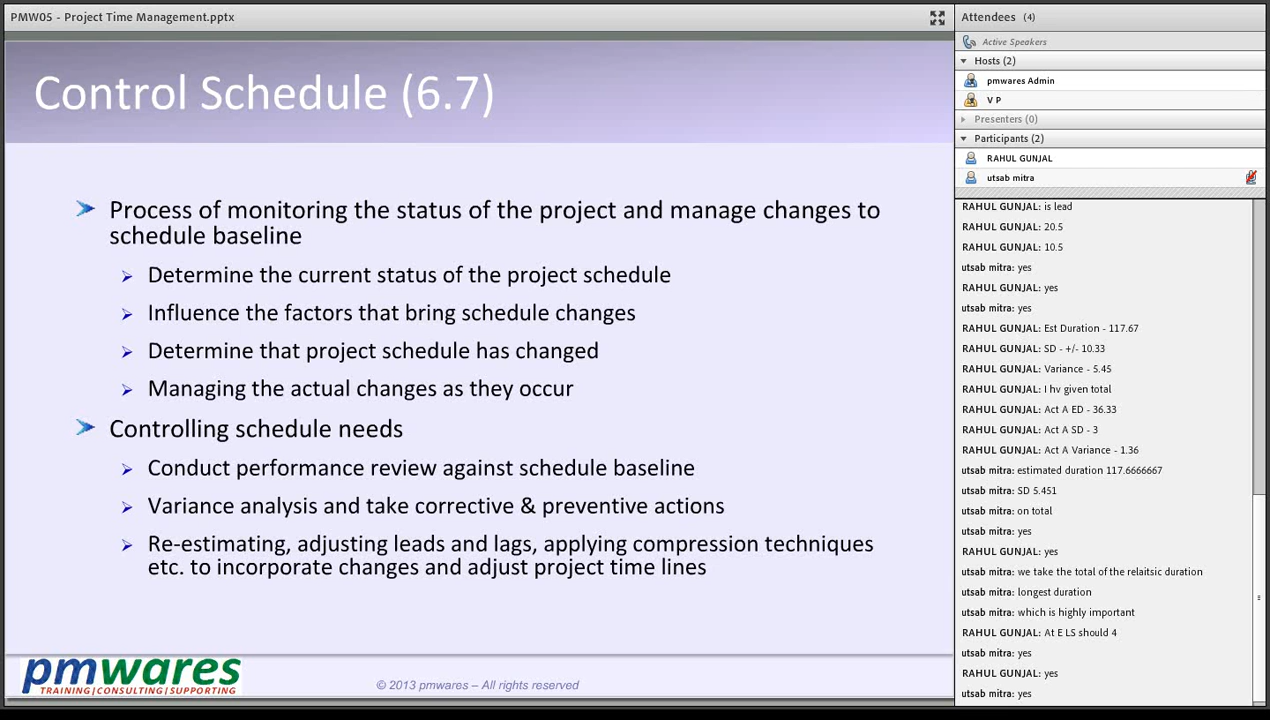 PMW05 - Project Time Management.pptx
Control Schedule (6.7)
Process of monitoring the status of the project and manage changes to
schedule baseline
Determine the current status of the project schedule
Influence the factors that bring schedule changes
Determine that project schedule has changed
Managing the actual changes as they occur
Controlling schedule needs
Conduct performance review against schedule baseline
Variance analysis and take corrective & preventive actions
Re-estimating, adjusting leads and lags, applying compression techniques
etc. to incorporate changes and adjust project time lines
pmwares
TRAINING|CONSULTING|SUPPORTING
© 2013 pmwares – All rights reserved
Attendees (4)
Active Speakers
Hosts (2)
pmwares Admin
V P
Presenters (0)
Participants (2)
RAHUL GUNJAL
utsab mitra
RAHUL GUNJAL: is lead
RAHUL GUNJAL: 20.5
RAHUL GUNJAL: 10.5
utsab mitra: yes
RAHUL GUNJAL: yes
utsab mitra: yes
RAHUL GUNJAL: Est Duration - 117.67
RAHUL GUNJAL: SD - +/- 10.33
RAHUL GUNJAL: Variance - 5.45
RAHUL GUNJAL: I hv given total
RAHUL GUNJAL: Act A ED - 36.33
RAHUL GUNJAL: Act A SD - 3
RAHUL GUNJAL: Act A Variance - 1.36
utsab mitra: estimated duration 117.6666667
utsab mitra: SD 5.451
utsab mitra: on total
utsab mitra: yes
RAHUL GUNJAL: yes
utsab mitra: we take the total of the relaitsic duration
utsab mitra: longest duration
utsab mitra: which is highly important
RAHUL GUNJAL: At E LS should 4
utsab mitra: yes
RAHUL GUNJAL: yes
utsab mitra: yes